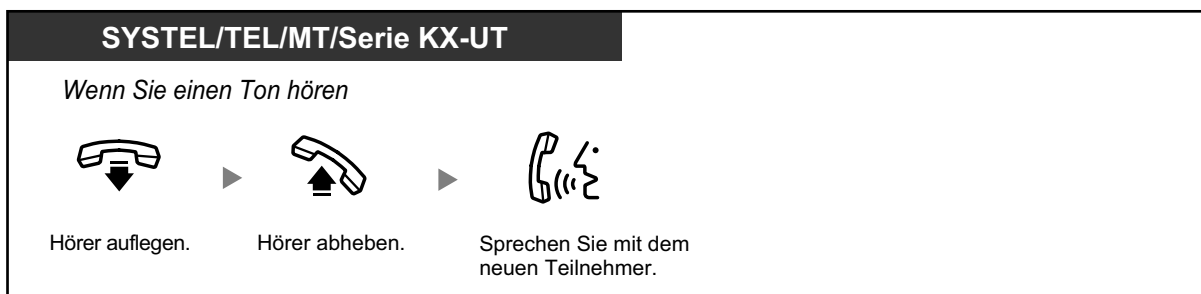 SYSTEL/TEL/MT/Serie KX-UT
Wenn Sie einen Ton hören
Hörer auflegen.
Hörer abheben.
Sprechen Sie mit dem
neuen Teilnehmer.